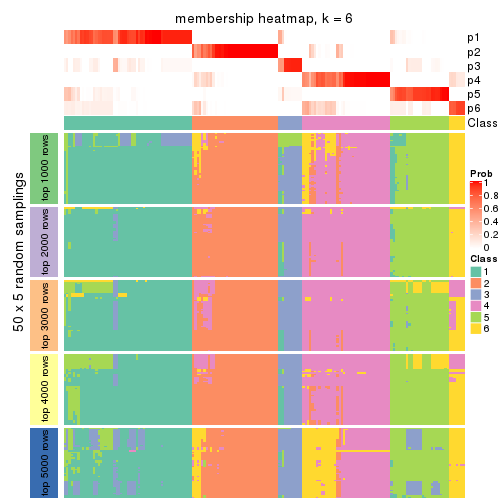 membership heatmap, k = 6
p1
p2
p3
p4
p5
p6
Class
50 x 5 random samplings
top 1000 rows
top 2000 rows
top 3000 rows
top 4000 rows
top 5000 rows
Prob
1
0.8
0.6
0.4
0.2
0
Class
1
2
3
4
5
6